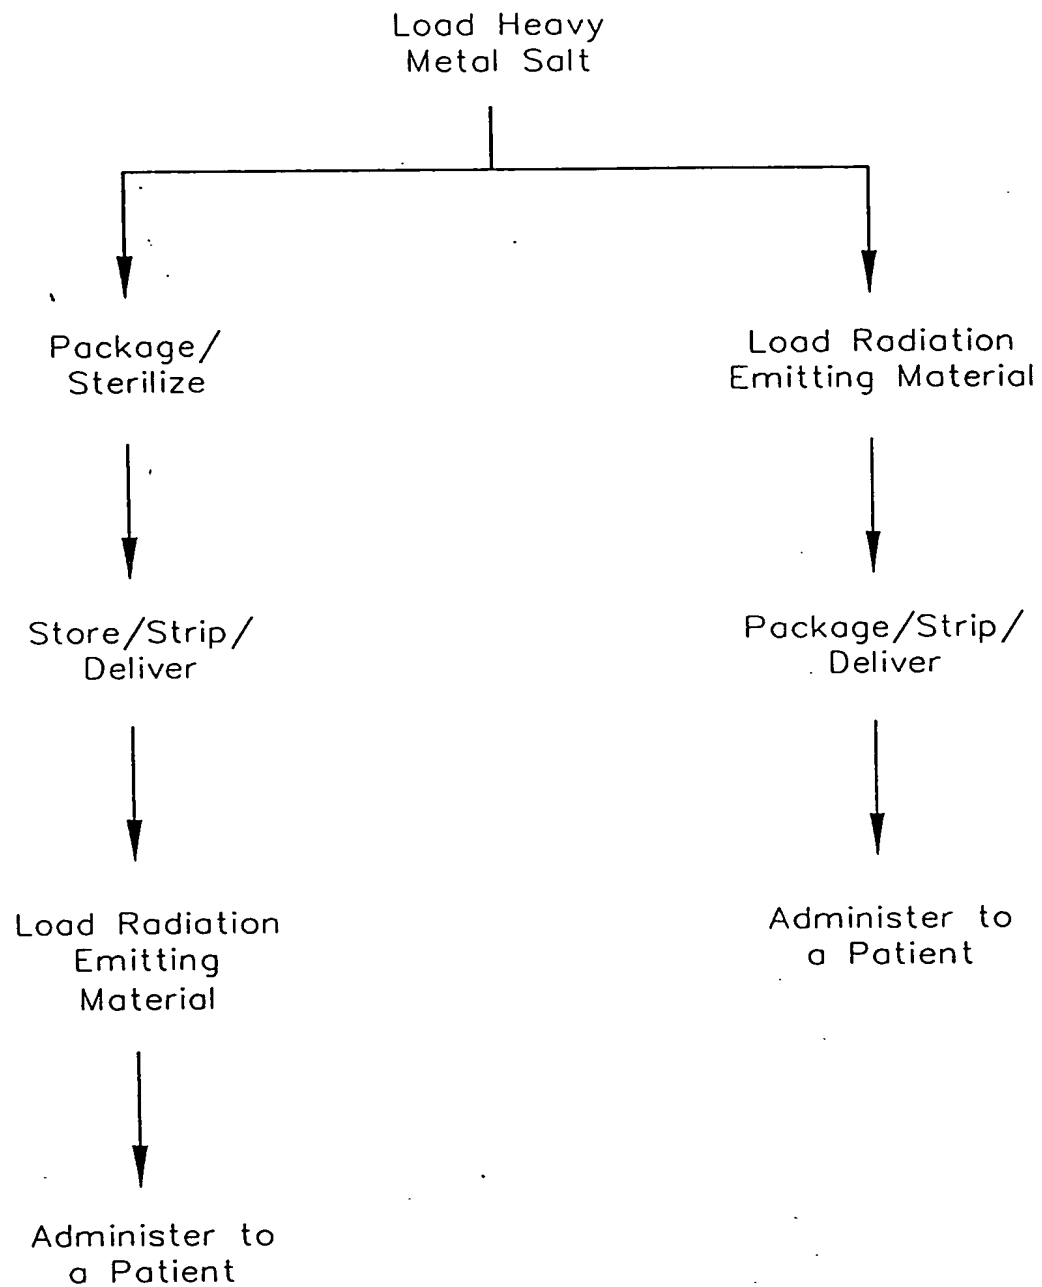 Load Heavy
Metal Salt
Package/
Sterilize
Load Radiation
Emitting Material
Store/Strip/
Deliver
Package/Strip/
Deliver
Load Radiation
Emitting
Material
Administer to
a Patient
Administer to
a Patient